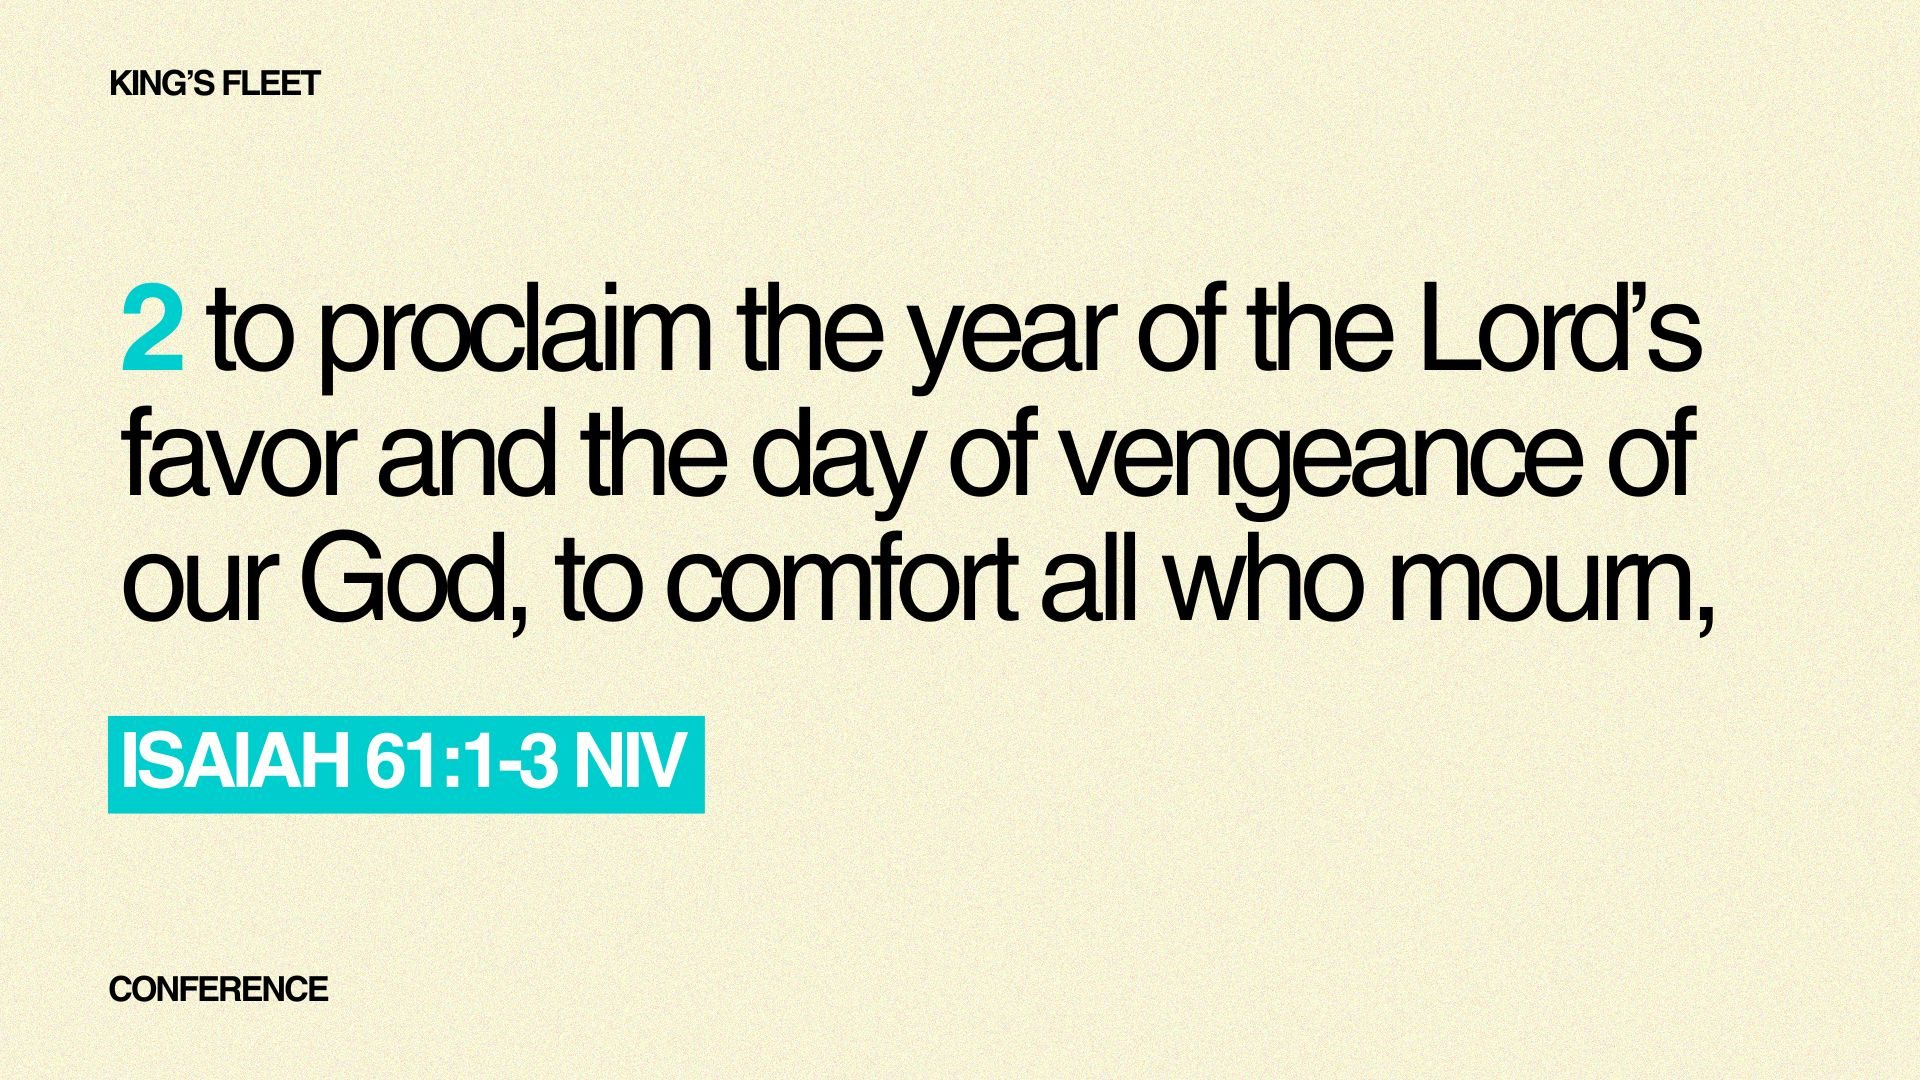 KING’S FLEET
2 to proclaim the year of the Lord’s
favor and the day of vengeance of
our God, to comfort all who mourn,
ISAIAH 61:1-3 NIV
CONFERENCE